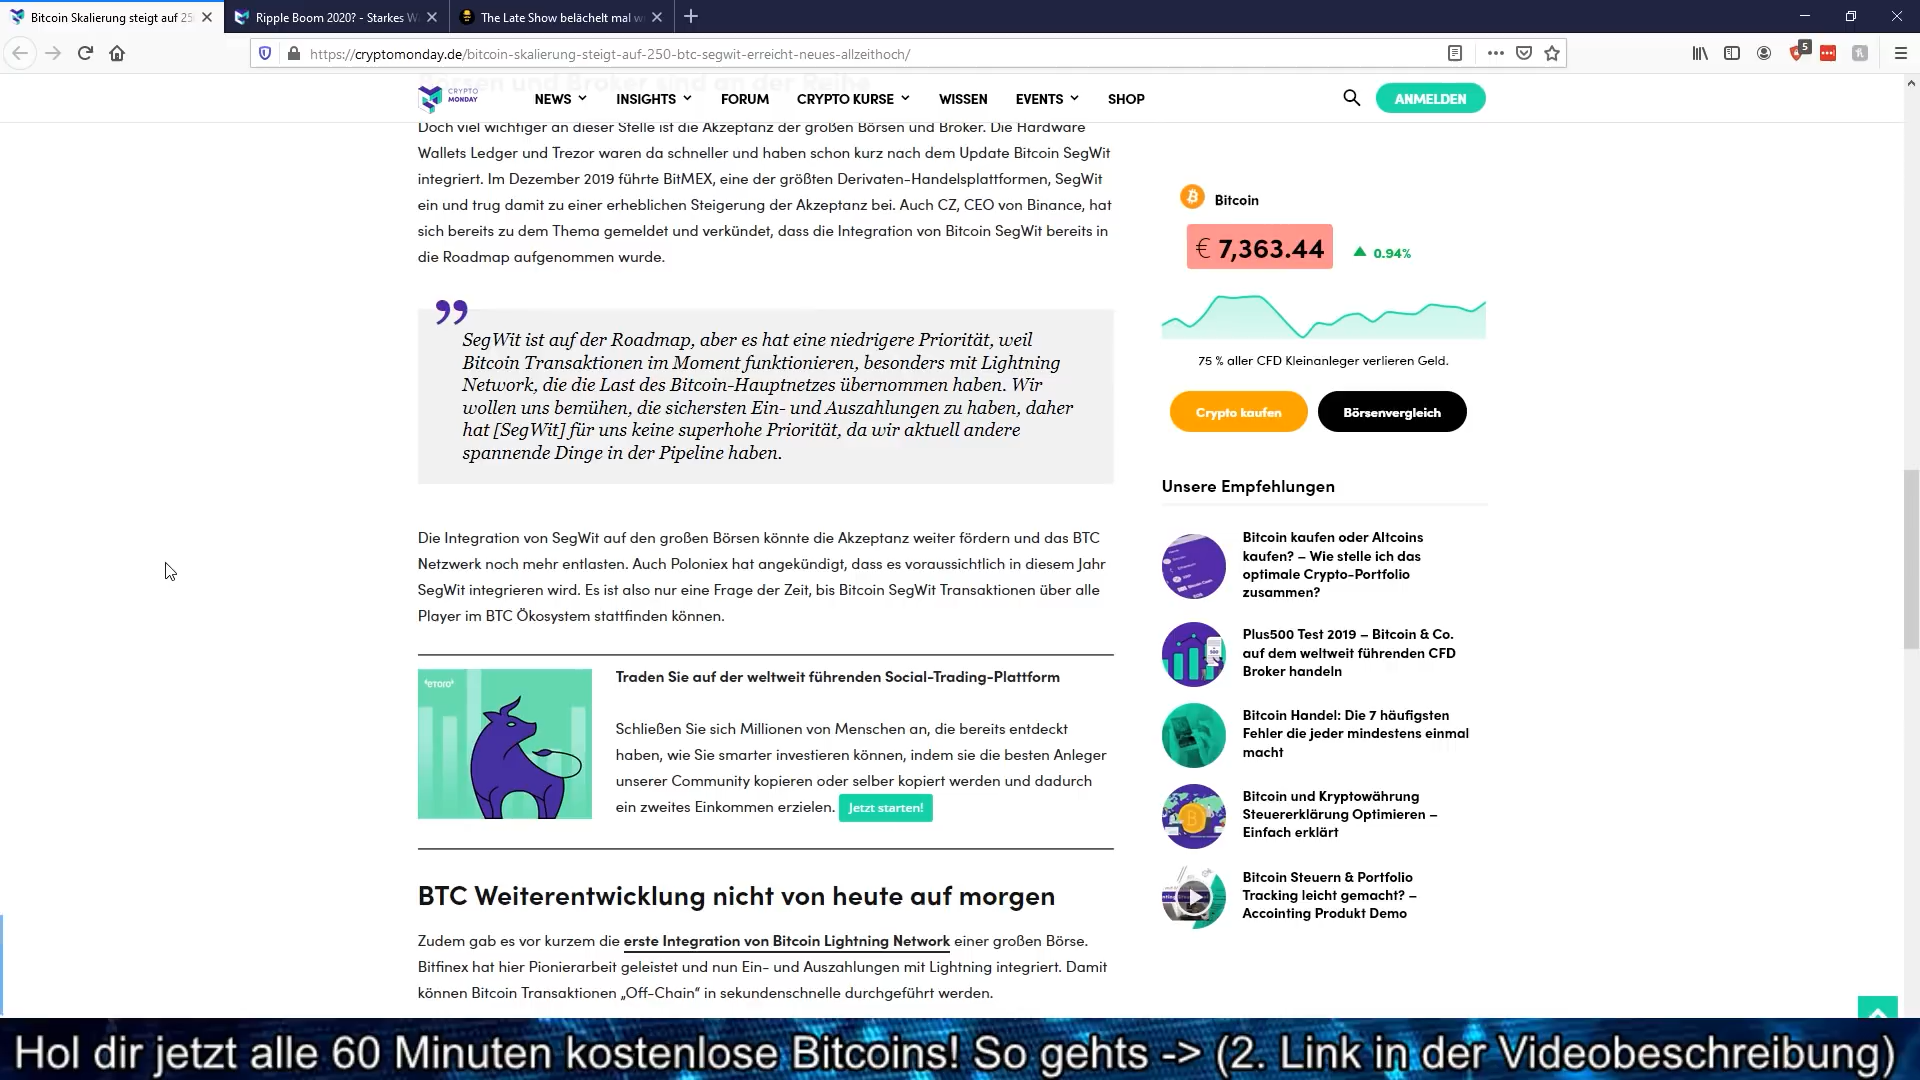 Bitcoin Skalierung steigt auf 25
Ripple Boom 2020? - Starkes W
The Late Show belächelt mal w
https://cryptomonday.de/bitcoin-skalierung-steigt-auf-250-btc-segwit-erreicht-neues-allzeithoch/
5
Börsen und Broker sind an der Reihe
CRYPTO
MONDAY
NEWS
INSIGHTS
FORUM
CRYPTO KURSE
WISSEN
EVENTS
SHOP
ANMELDEN
Doch viel wichtiger an dieser Stelle ist die Akzeptanz der großen Börsen und Broker. Die Hardware
Wallets Ledger und Trezor waren da schneller und haben schon kurz nach dem Update Bitcoin SegWit
integriert. Im Dezember 2019 führte BitMEX, eine der größten Derivaten-Handelsplattformen, SegWit
ein und trug damit zu einer erheblichen Steigerung der Akzeptanz bei. Auch CZ, CEO von Binance, hat
sich bereits zu dem Thema gemeldet und verkündet, dass die Integration von Bitcoin SegWit bereits in
die Roadmap aufgenommen wurde.
”
SegWit ist auf der Roadmap, aber es hat eine niedrigere Priorität, weil
Bitcoin Transaktionen im Moment funktionieren, besonders mit Lightning
Network, die die Last des Bitcoin-Hauptnetzes übernommen haben. Wir
wollen uns bemühen, die sichersten Ein- und Auszahlungen zu haben, daher
hat [SegWit] für uns keine superhohe Priorität, da wir aktuell andere
spannende Dinge in der Pipeline haben.
Die Integration von SegWit auf den großen Börsen könnte die Akzeptanz weiter fördern und das BTC
Netzwerk noch mehr entlasten. Auch Poloniex hat angekündigt, dass es voraussichtlich in diesem Jahr
SegWit integrieren wird. Es ist also nur eine Frage der Zeit, bis Bitcoin SegWit Transaktionen über alle
Player im BTC Ökosystem stattfinden können.
eToro
Traden Sie auf der weltweit führenden Social-Trading-Plattform
Schließen Sie sich Millionen von Menschen an, die bereits entdeckt
haben, wie Sie smarter investieren können, indem sie die besten Anleger
unserer Community kopieren oder selber kopiert werden und dadurch
ein zweites Einkommen erzielen. Jetzt starten!
BTC Weiterentwicklung nicht von heute auf morgen
Zudem gab es vor kurzem die erste Integration von Bitcoin Lightning Network einer großen Börse.
Bitfinex hat hier Pionierarbeit geleistet und nun Ein- und Auszahlungen mit Lightning integriert. Damit
können Bitcoin Transaktionen „Off-Chain“ in sekundenschnelle durchgeführt werden.
Bitcoin
€ 7,363.44
0.94%
75 % aller CFD Kleinanleger verlieren Geld.
Crypto kaufen
Börsenvergleich
Unsere Empfehlungen
Bitcoin kaufen oder Altcoins
kaufen? – Wie stelle ich das
optimale Crypto-Portfolio
zusammen?
Plus500 Test 2019 – Bitcoin & Co.
auf dem weltweit führenden CFD
Broker handeln
Bitcoin Handel: Die 7 häufigsten
Fehler die jeder mindestens einmal
macht
Bitcoin und Kryptowährung
Steuererklärung Optimieren –
Einfach erklärt
Bitcoin Steuern & Portfolio
Tracking leicht gemacht? –
Accointing Produkt Demo
Hol dir jetzt alle 60 Minuten kostenlose Bitcoins! So gehts -> (2. Link in der Videobeschreibung)